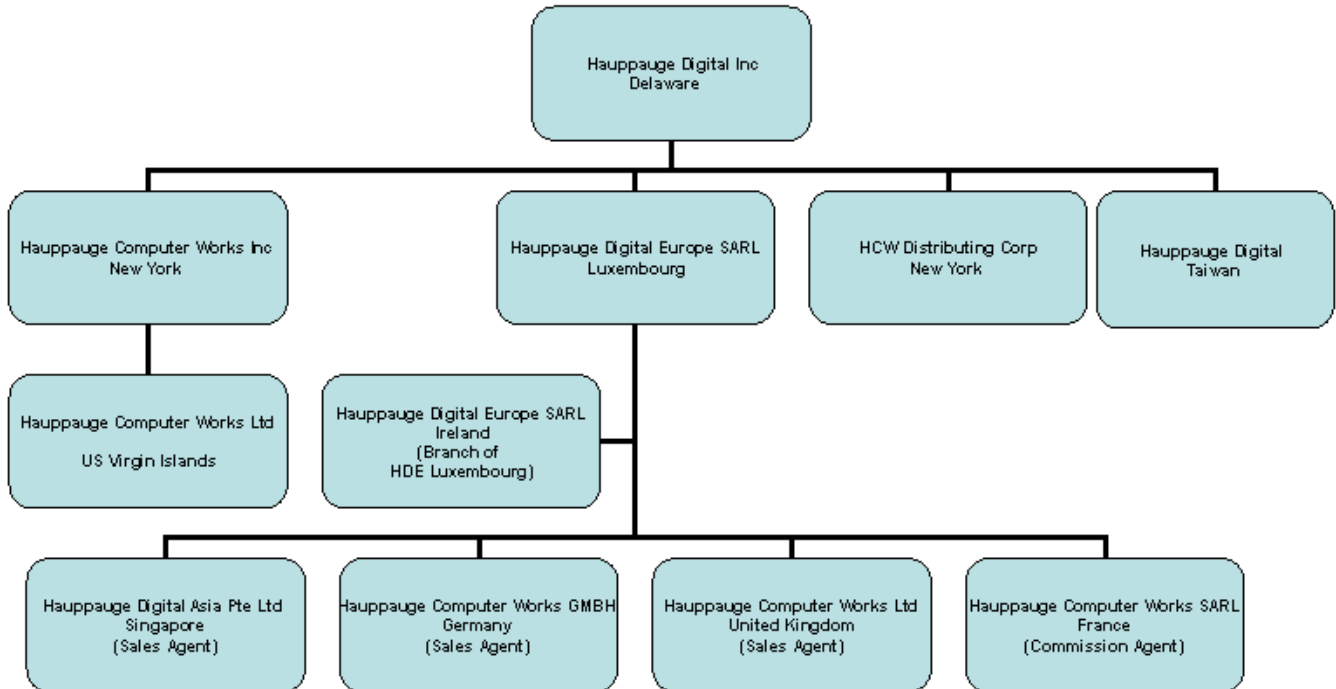 Hauppauge Digital Inc
Delaware
Hauppauge Computer Works Inc
New York
Hauppauge Digital Europe SARL
Luxembourg
HCW Distributing Corp
New York
Hauppauge Digital
Taiwan
Hauppauge Computer Works Ltd
US Virgin Islands
Hauppauge Digital Europe SARL
Ireland
(Branch of
HDE Luxembourg)
Hauppauge Digital Asia Pte Ltd
Singapore
(Sales Agent)
Hauppauge Computer Works GMBH
Germany
(Sales Agent)
Hauppauge Computer Works Ltd
United Kingdom
(Sales Agent)
Hauppauge Computer Works SARL
France
(Commission Agent)